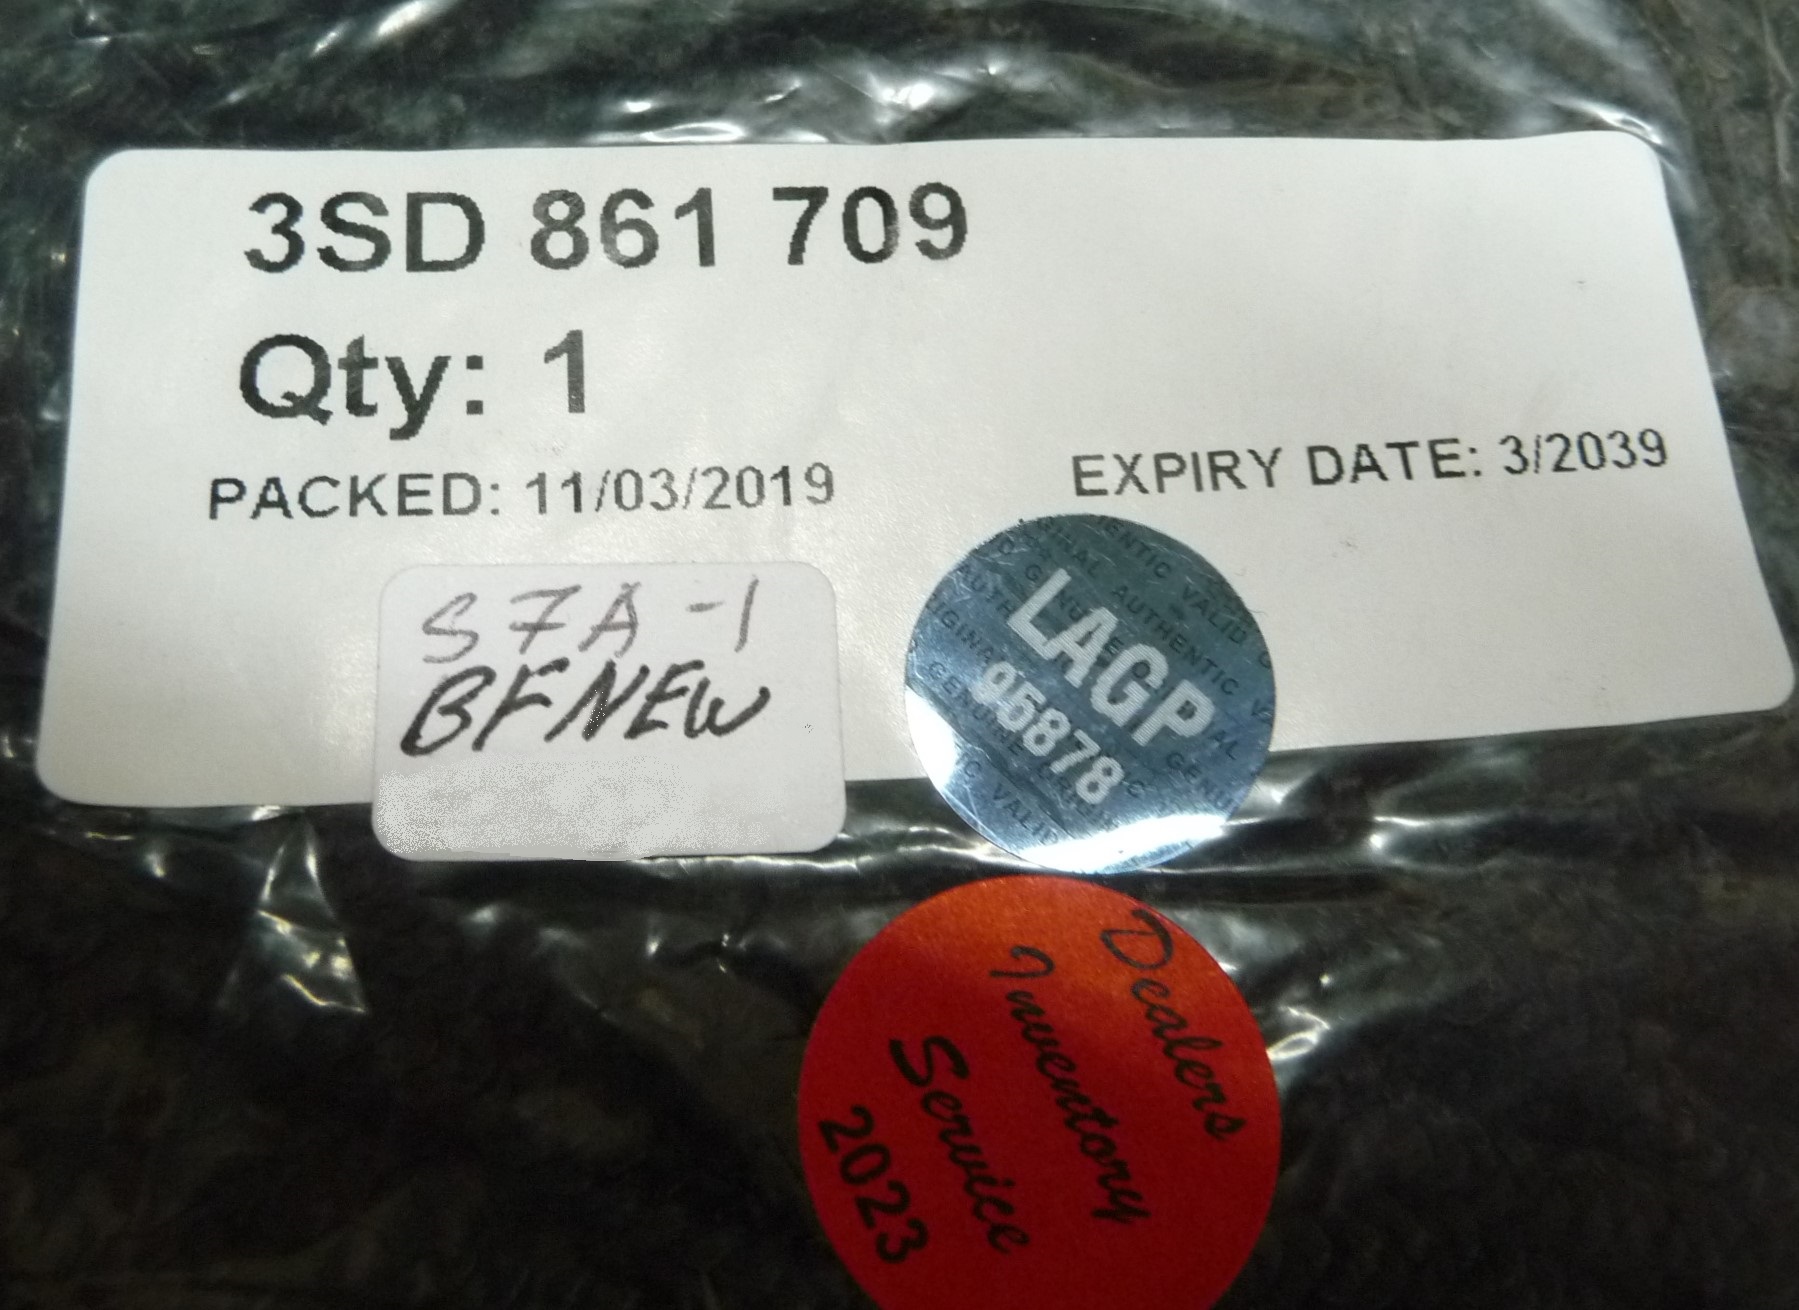 3SD 861 709
Qty: 1
PACKED: 11/03/2019
EXPIRY DATE: 3/2039
S7A-1
BFNEW
LAGP
05878
Dealers
Inventory
Service
2023